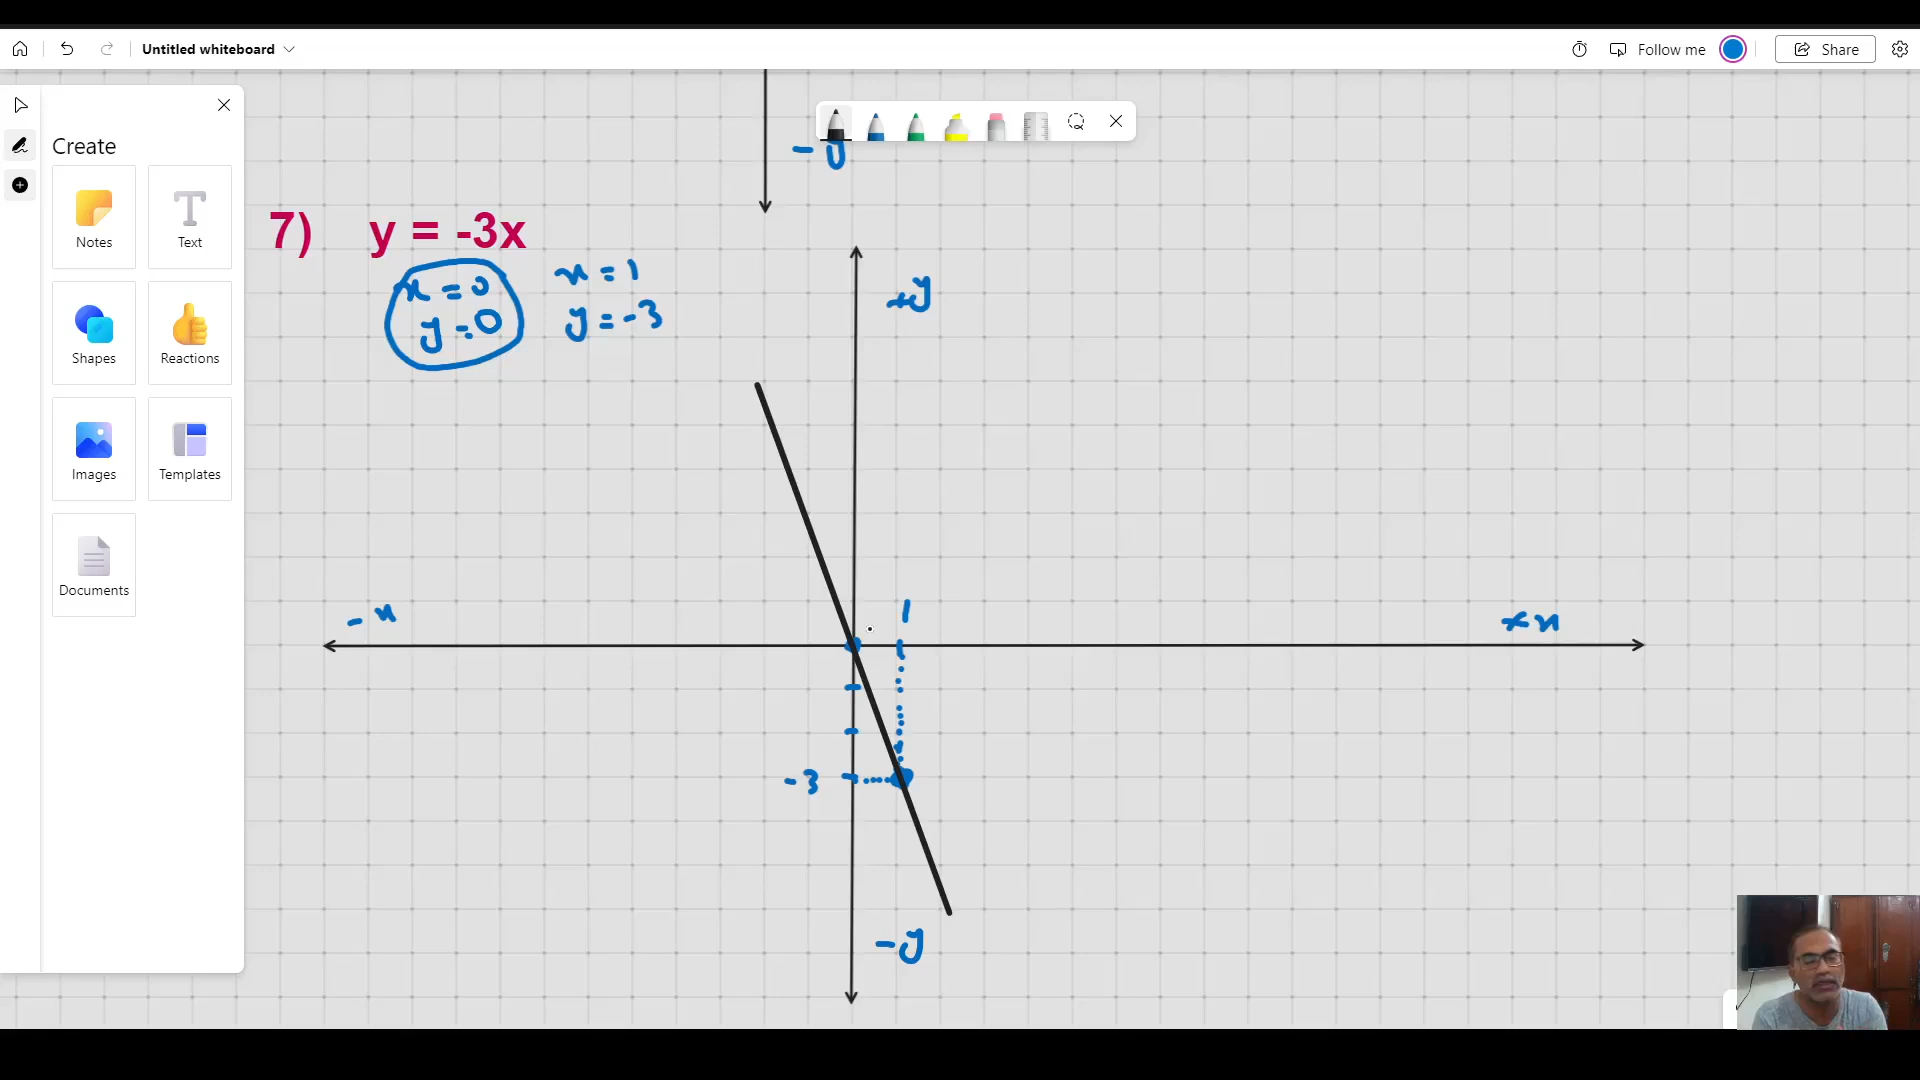 Untitled whiteboard
Follow me
Share
Create
Notes
Text
Shapes
Reactions
Images
Templates
Documents
- y
7) y = -3x
x = 0
y = 0
x = 1
y = -3
+y
- x
1
+x
- 3
- y